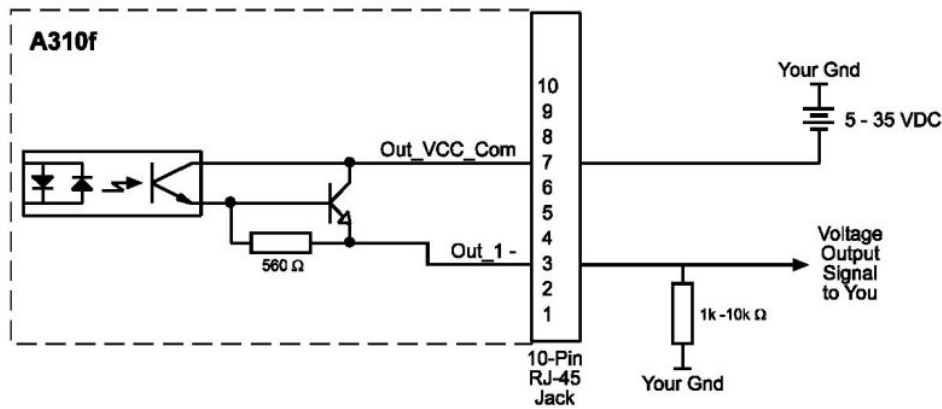 A310f
Your Gnd
5 - 35 VDC
10
9
8
7
6
5
4
3
2
1
Out_VCC_Com
560 Ω
Out_1 -
Voltage
Output
Signal
to You
1k -10k Ω
Your Gnd
10-Pin
RJ-45
Jack